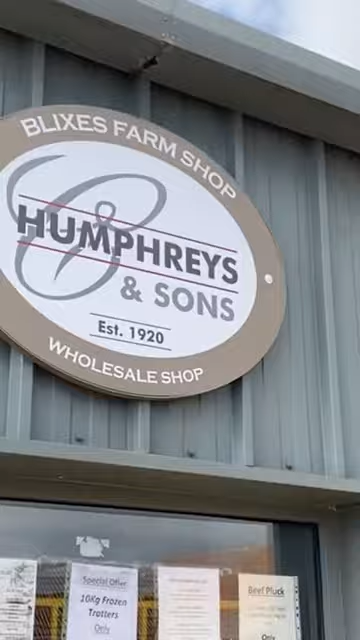 BLIXES FARM SHOP
HUMPHREYS
& SONS
Est. 1920
WHOLESALE SHOP
Special Offer
10Kg Frozen
Trotters
Only
Beef Pluck
Only